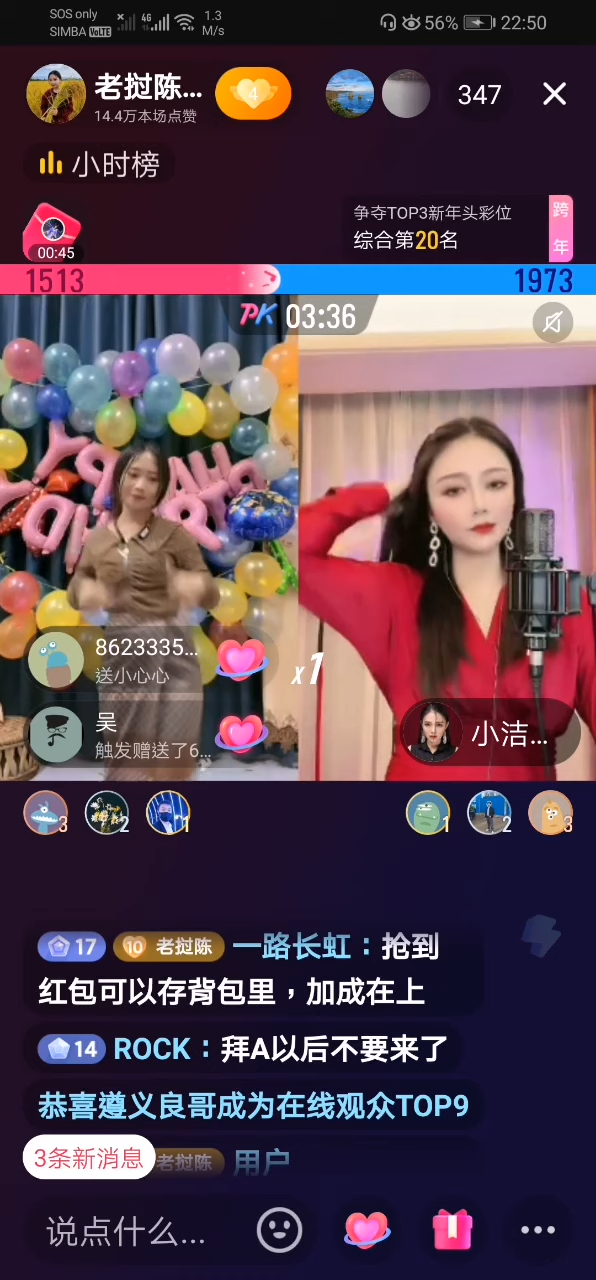 SOS only
SIMBA VoLTE
4G
1.3
M/s
56%
22:50
老挝陈...
14.4万本场点赞
4
347
小时榜
00:45
争夺TOP3新年头彩位
综合第20名
跨
年
1513
1973
PK 03:36
HAPPY
8623335...
送小心心
x1
吴
触发赠送了6...
小洁...
3
2
1
1
2
3
17 10 老挝陈 一路长虹：抢到
红包可以存背包里，加成在上
14 ROCK：拜A以后不要来了
恭喜遵义良哥成为在线观众TOP9
3条新消息 老挝陈 用户
说点什么...